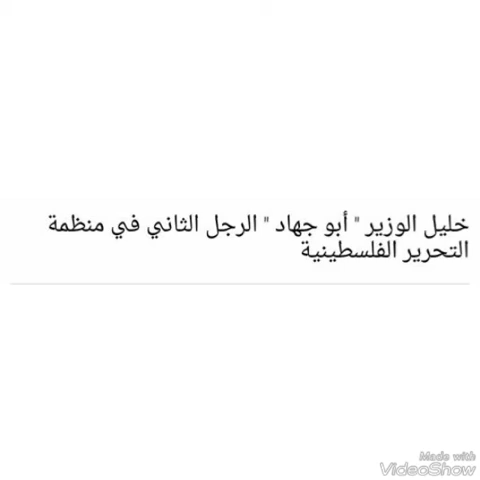 خليل الوزير " أبو جهاد " الرجل الثاني في منظمة
التحرير الفلسطينية
Made with
VideoShow